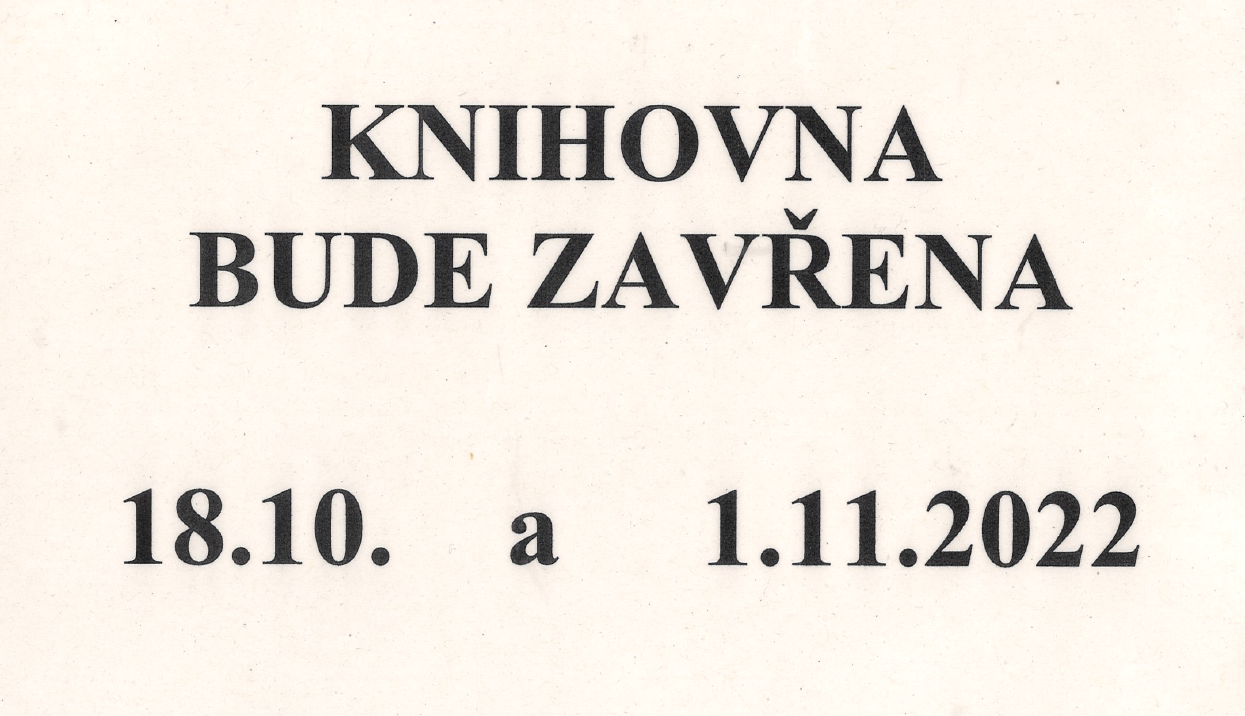 KNIHOVNA
BUDE ZAVŘENA
18.10. a 1.11.2022